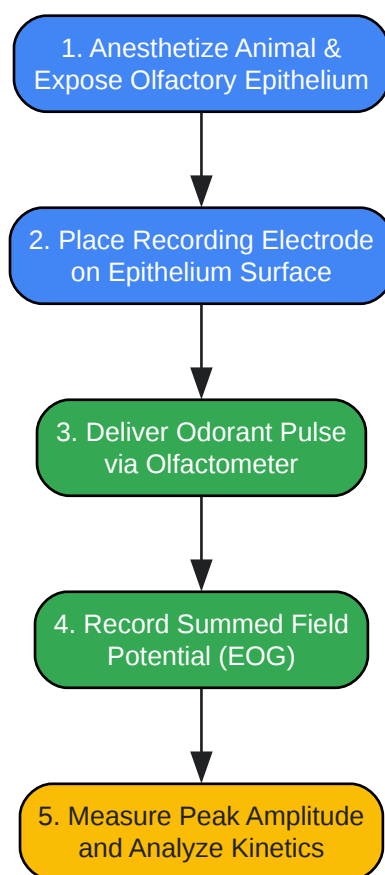 1. Anesthetize Animal &
Expose Olfactory Epithelium
2. Place Recording Electrode
on Epithelium Surface
3. Deliver Odorant Pulse
via Olfactometer
4. Record Summed Field
Potential (EOG)
5. Measure Peak Amplitude
and Analyze Kinetics